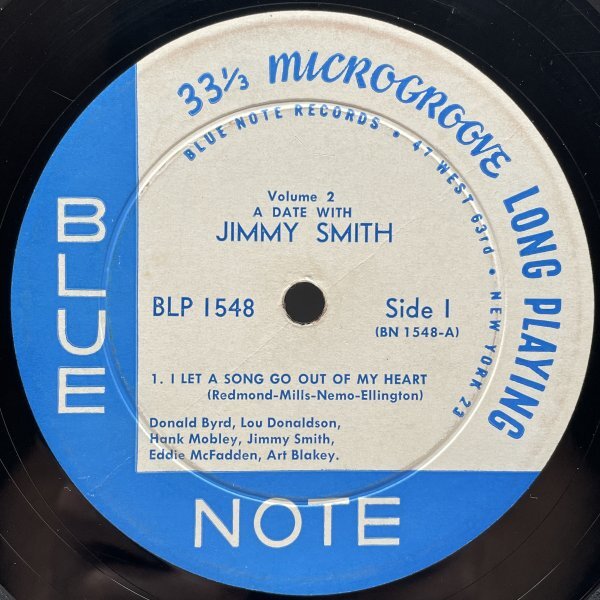 33⅓ MICROGROOVE LONG PLAYING
BLUE NOTE RECORDS • 47 WEST 63rd • NEW YORK 23
Volume 2
A DATE WITH
JIMMY SMITH
BLP 1548
Side 1
(BN 1548-A)
1. I LET A SONG GO OUT OF MY HEART
(Redmond-Mills-Nemo-Ellington)
Donald Byrd, Lou Donaldson,
Hank Mobley, Jimmy Smith,
Eddie McFadden, Art Blakey.
BLUE
NOTE